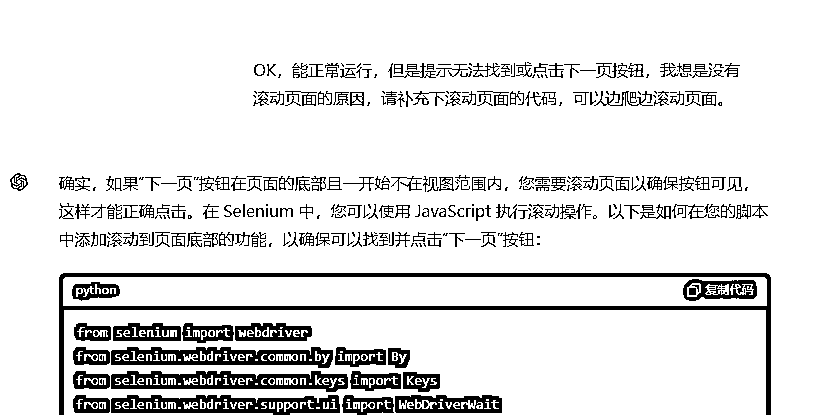 OK，能正常运行，但是提示无法找到或点击下一页按钮，我想是没有
滚动页面的原因，请补充下滚动页面的代码，可以边爬边滚动页面。
确实，如果“下一页”按钮在页面的底部且一开始不在视图范围内，您需要滚动页面以确保按钮可见，
这样才能正确点击。在 Selenium 中，您可以使用 JavaScript 执行滚动操作。以下是如何在您的脚本
中添加滚动到页面底部的功能，以确保可以找到并点击“下一页”按钮：
python 复制代码
from selenium import webdriver
from selenium.webdriver.common.by import By
from selenium.webdriver.common.keys import Keys
from selenium.webdriver.support.ui import WebDriverWait